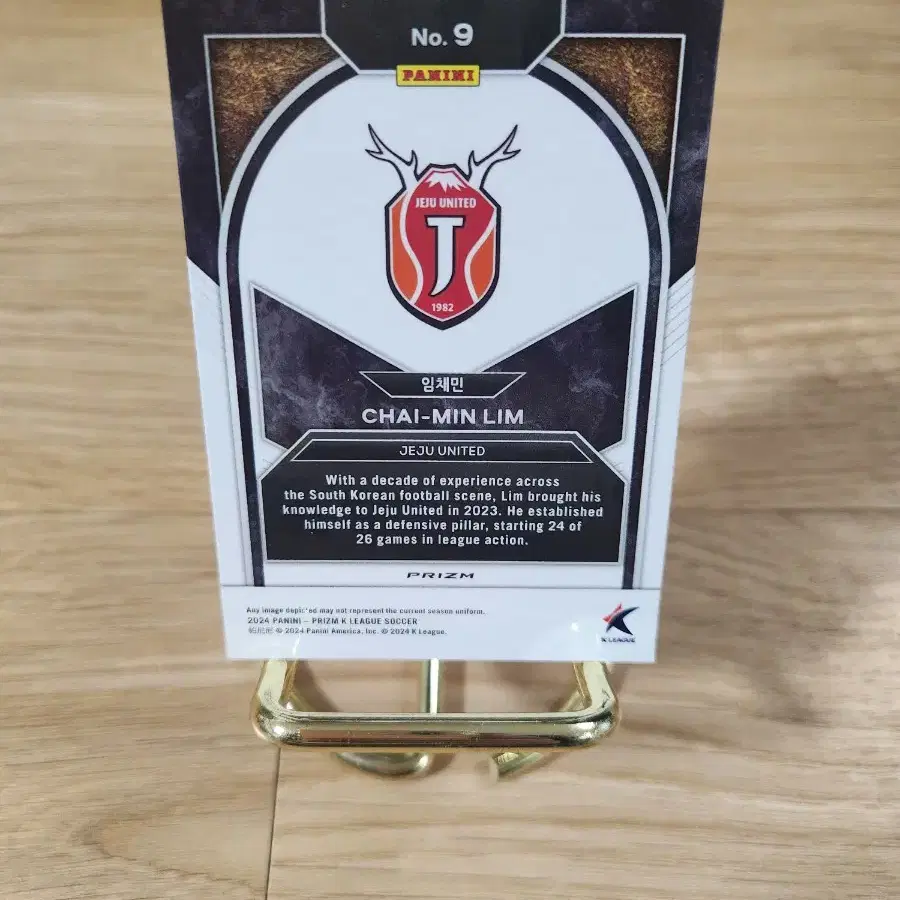 No. 9
PANINI
JEJU UNITED
J
1982
임채민
CHAI-MIN LIM
JEJU UNITED
With a decade of experience across
the South Korean football scene, Lim brought his
knowledge to Jeju United in 2023. He established
himself as a defensive pillar, starting 24 of
26 games in league action.
PRIZM
Any image depicted may not represent the current season uniform.
2024 PANINI – PRIZM K LEAGUE SOCCER
帕尼尼 © 2024 Panini America, Inc. © 2024 K League.
K LEAGUE